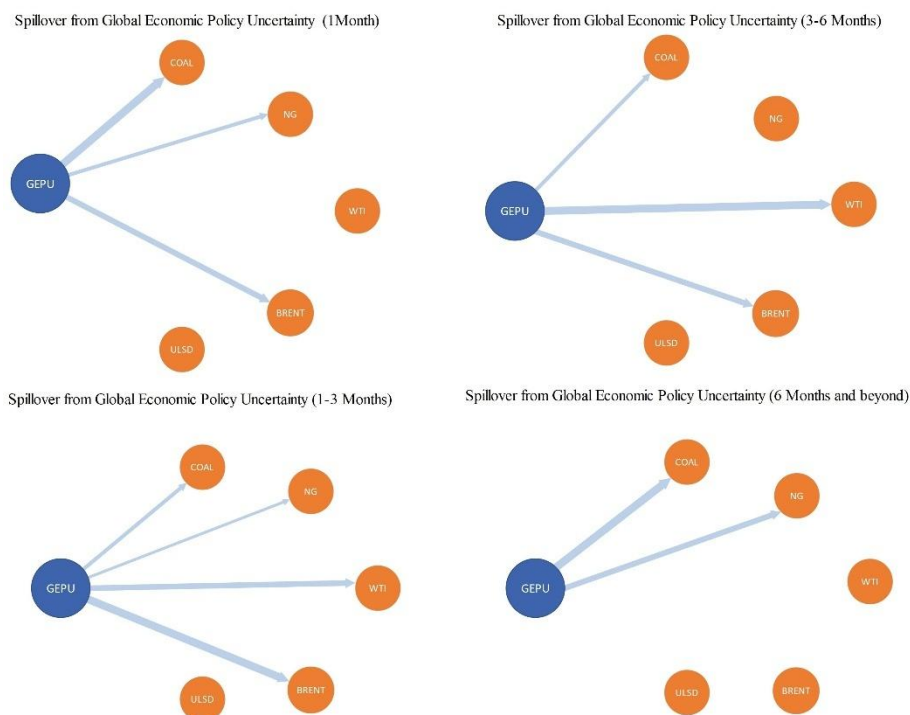 Spillover from Global Economic Policy Uncertainty (1Month)
COAL
NG
GEPU
WTI
BRENT
ULSD
Spillover from Global Economic Policy Uncertainty (3-6 Months)
COAL
NG
GEPU
WTI
BRENT
ULSD
Spillover from Global Economic Policy Uncertainty (1-3 Months)
COAL
NG
GEPU
WTI
BRENT
ULSD
Spillover from Global Economic Policy Uncertainty (6 Months and beyond)
COAL
NG
GEPU
WTI
ULSD
BRENT